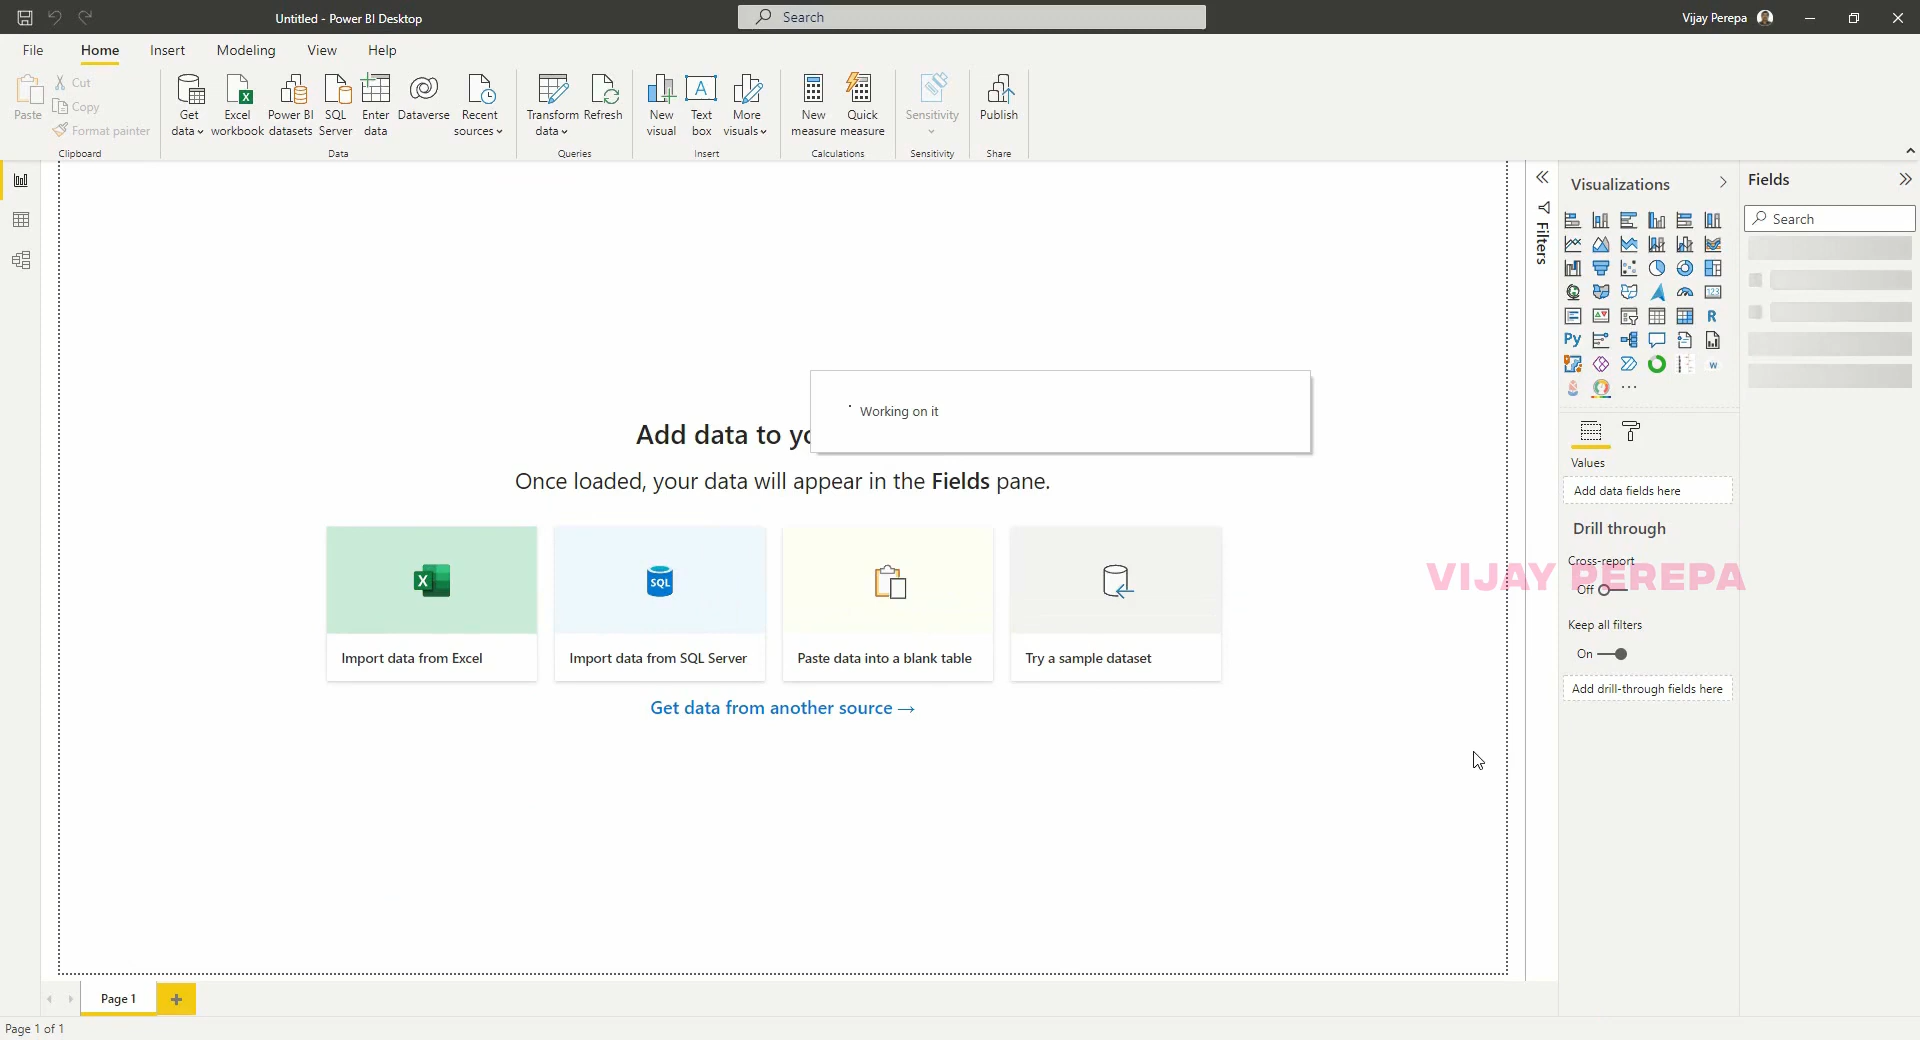 Untitled - Power BI Desktop
Search
Vijay Perepa
File
Home
Insert
Modeling
View
Help
Paste
Cut
Copy
Format painter
Clipboard
Get data
Excel workbook
Power BI datasets
SQL Server
Enter data
Dataverse
Recent sources
Data
Transform data
Refresh
Queries
New visual
Text box
More visuals
Insert
New measure
Quick measure
Calculations
Sensitivity
Sensitivity
Publish
Share
Filters
Visualizations
Fields
Search
Working on it
Add data to yo
Once loaded, your data will appear in the Fields pane.
Import data from Excel
SQL
Import data from SQL Server
Paste data into a blank table
Try a sample dataset
Get data from another source →
123
R
Py
W
Values
Add data fields here
Drill through
Cross-report
VIJAY PEREPA
Off
Keep all filters
On
Add drill-through fields here
Page 1
Page 1 of 1